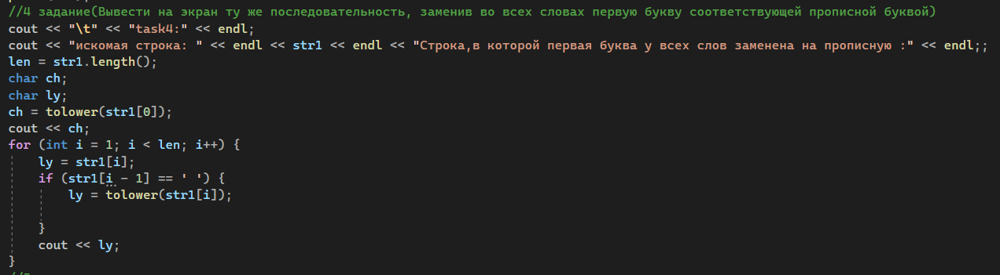 //4 задание(Вывести на экран ту же последовательность, заменив во всех словах первую букву соответствующей прописной буквой)
cout << "\t" << "task4:" << endl;
cout << "искомая строка: " << endl << str1 << endl << "Строка,в которой первая буква у всех слов заменена на прописную :" << endl;;
len = str1.length();
char ch;
char ly;
ch = tolower(str1[0]);
cout << ch;
for (int i = 1; i < len; i++) {
    ly = str1[i];
    if (str1[i - 1] == ' ') {
        ly = tolower(str1[i]);
    }
    cout << ly;
}